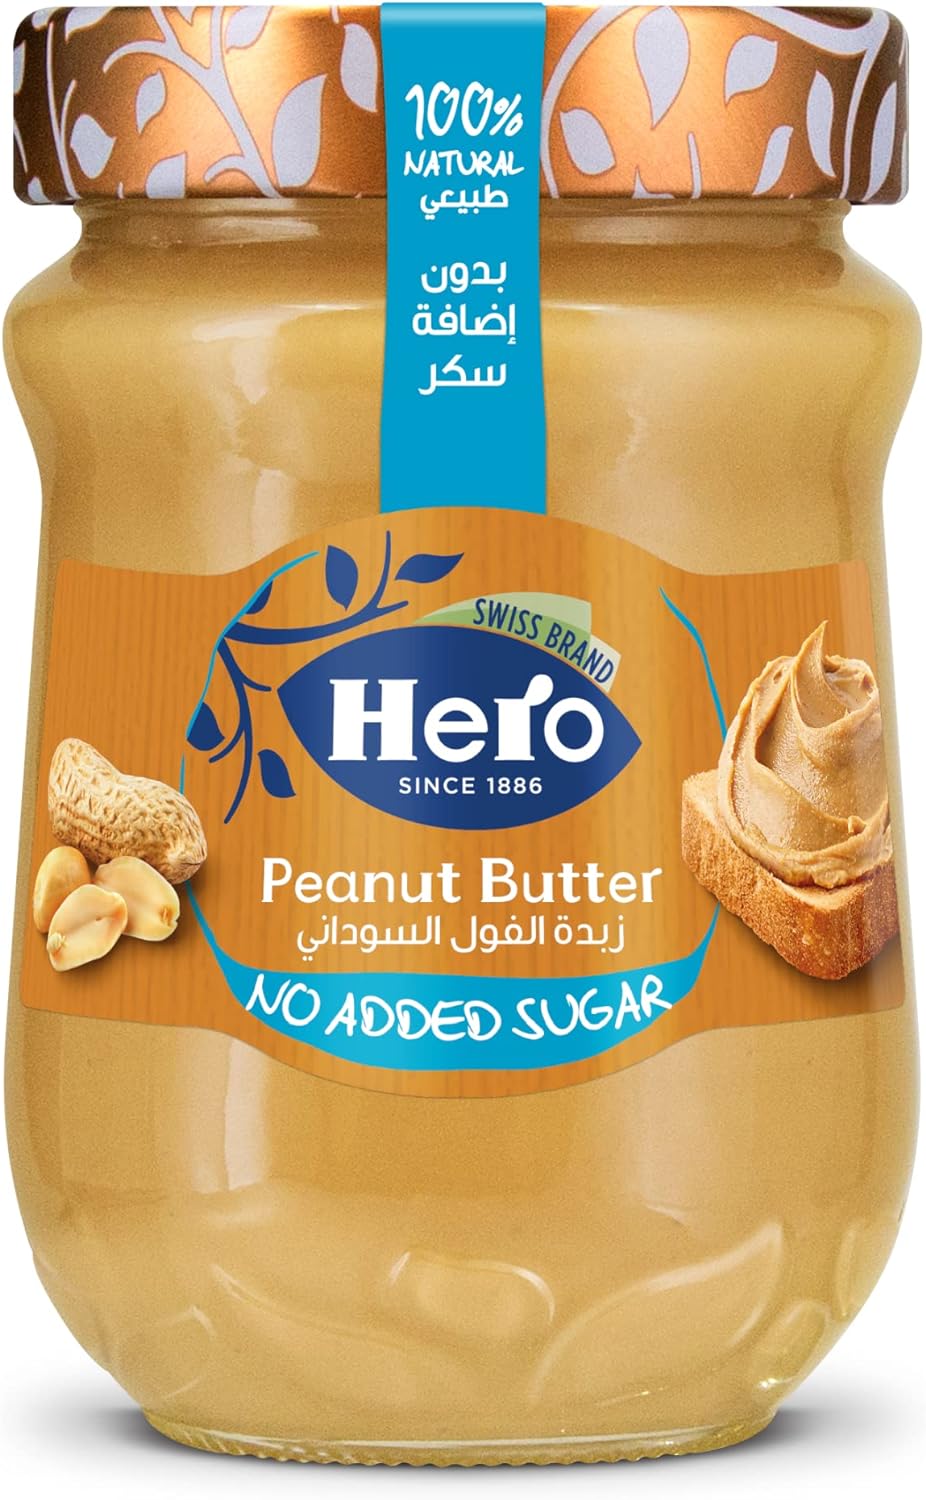 100%
NATURAL
طبيعي
بدون
إضافة
سكر
SWISS BRAND
Hero
SINCE 1886
Peanut Butter
زبدة الفول السوداني
NO ADDED SUGAR